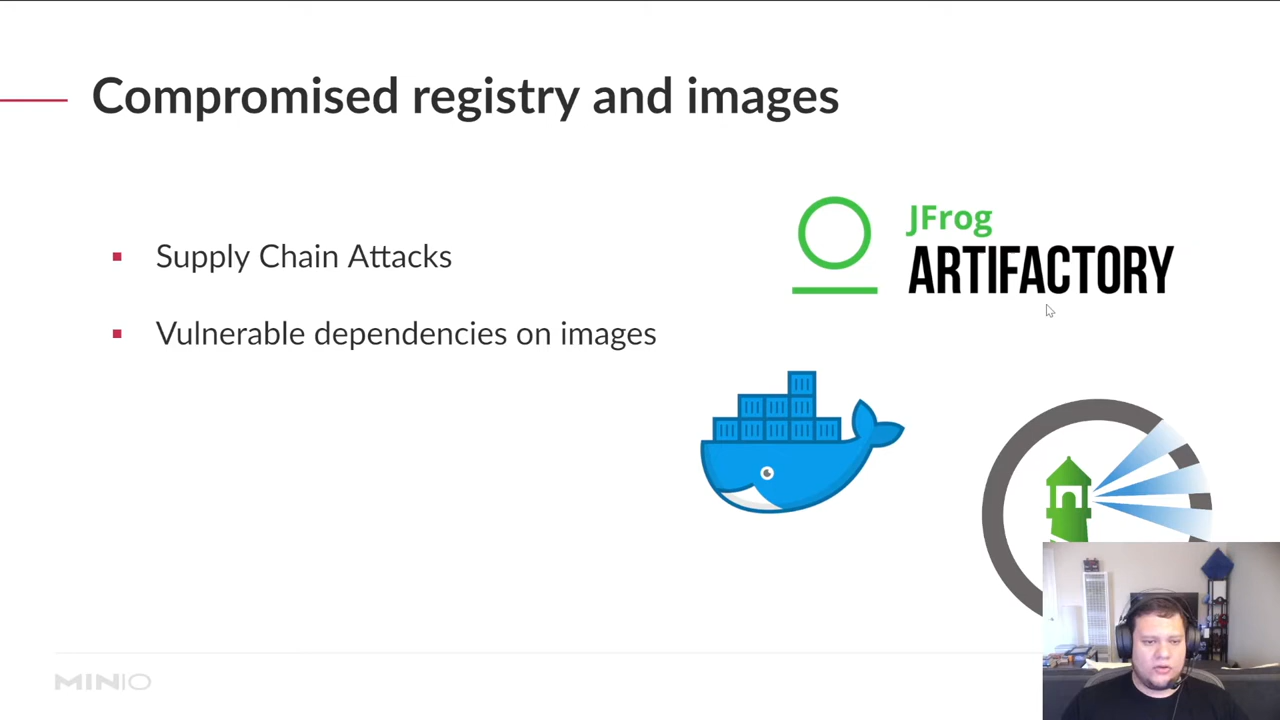 Compromised registry and images
Supply Chain Attacks
Vulnerable dependencies on images
JFrog
ARTIFACTORY
MINIO